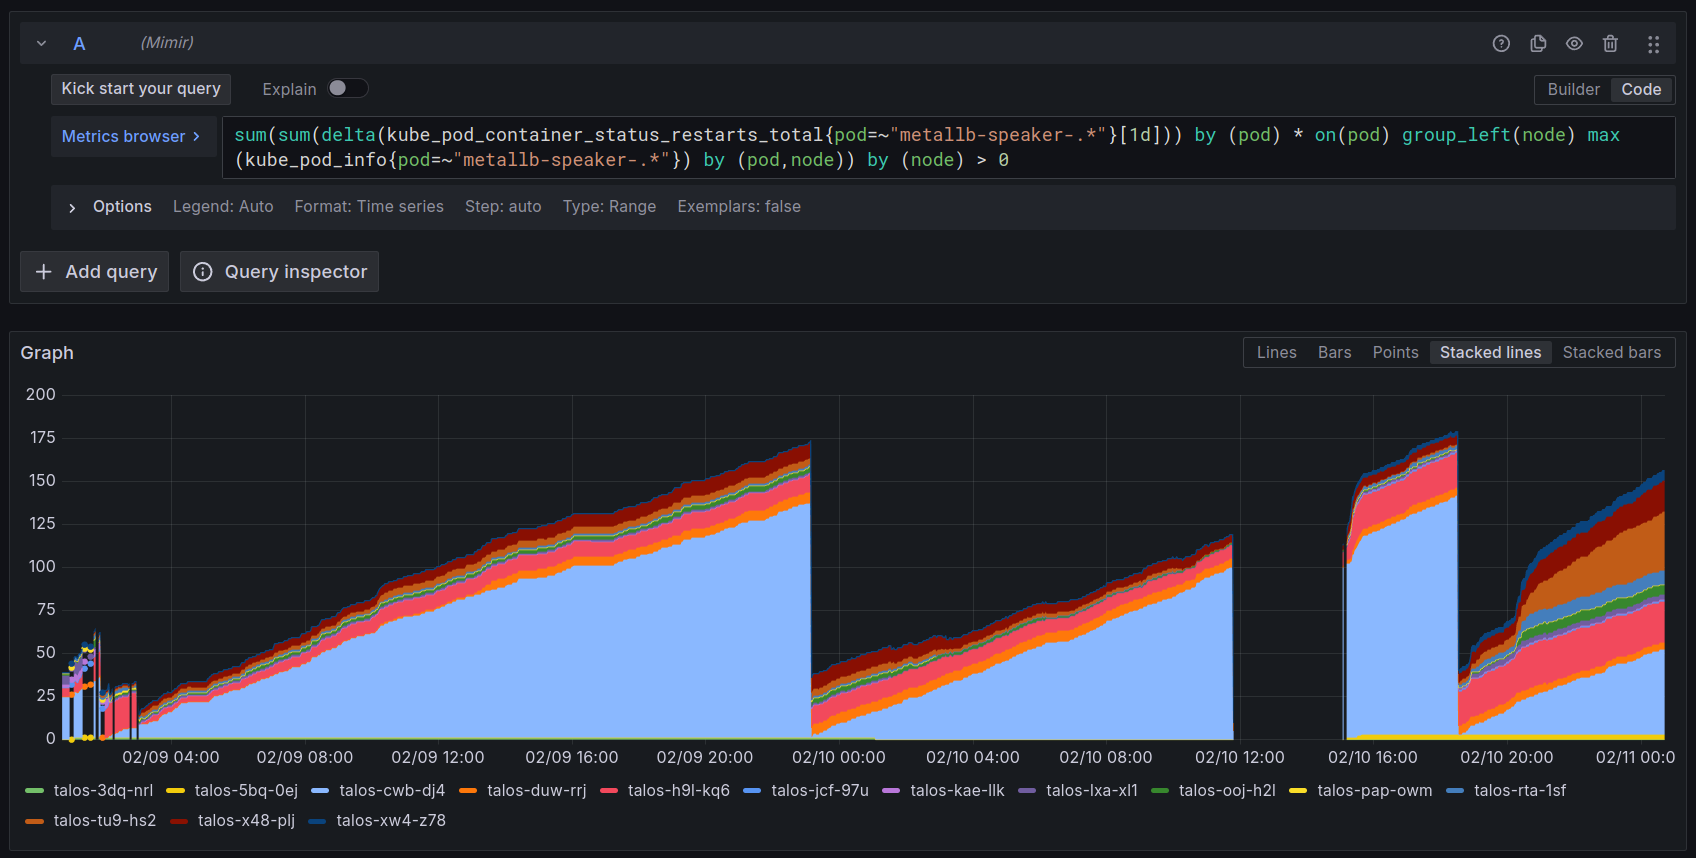 A (Mimir)
Kick start your query Explain Builder Code
Metrics browser > sum(sum(delta(kube_pod_container_status_restarts_total{pod=~"metallb-speaker-.*"}[1d])) by (pod) * on(pod) group_left(node) max
(kube_pod_info{pod=~"metallb-speaker-.*"}) by (pod,node)) by (node) > 0
> Options Legend: Auto Format: Time series Step: auto Type: Range Exemplars: false
+ Add query Query inspector
Graph Lines Bars Points Stacked lines Stacked bars
200
175
150
125
100
75
50
25
0
02/09 04:00 02/09 08:00 02/09 12:00 02/09 16:00 02/09 20:00 02/10 00:00 02/10 04:00 02/10 08:00 02/10 12:00 02/10 16:00 02/10 20:00 02/11 00:0
talos-3dq-nrl talos-5bq-0ej talos-cwb-dj4 talos-duw-rrj talos-h9l-kq6 talos-jcf-97u talos-kae-llk talos-lxa-xl1 talos-ooj-h2l talos-pap-owm talos-rta-1sf
talos-tu9-hs2 talos-x48-plj talos-xw4-z78